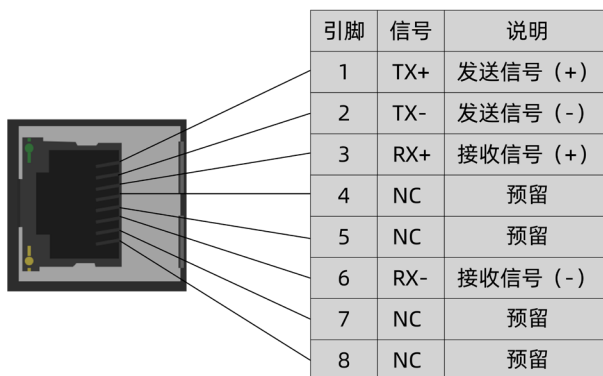 引脚 信号 说明
1 TX+ 发送信号（+）
2 TX- 发送信号（-）
3 RX+ 接收信号（+）
4 NC 预留
5 NC 预留
6 RX- 接收信号（-）
7 NC 预留
8 NC 预留